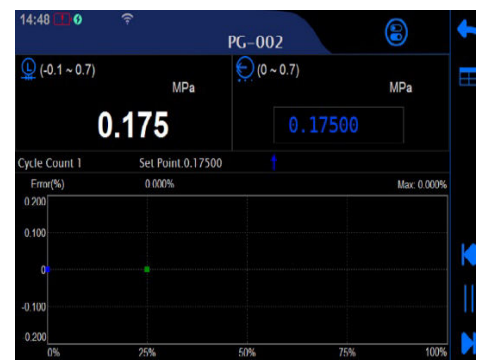 14:48
PG-002
(-0.1 ~ 0.7)
MPa
(0 ~ 0.7)
MPa
0.175
0.17500
Cycle Count 1
Set Point.0.17500
Error(%)
0.000%
Max: 0.000%
0.200
0.100
0
-0.100
0.200
0%
25%
50%
75%
100%